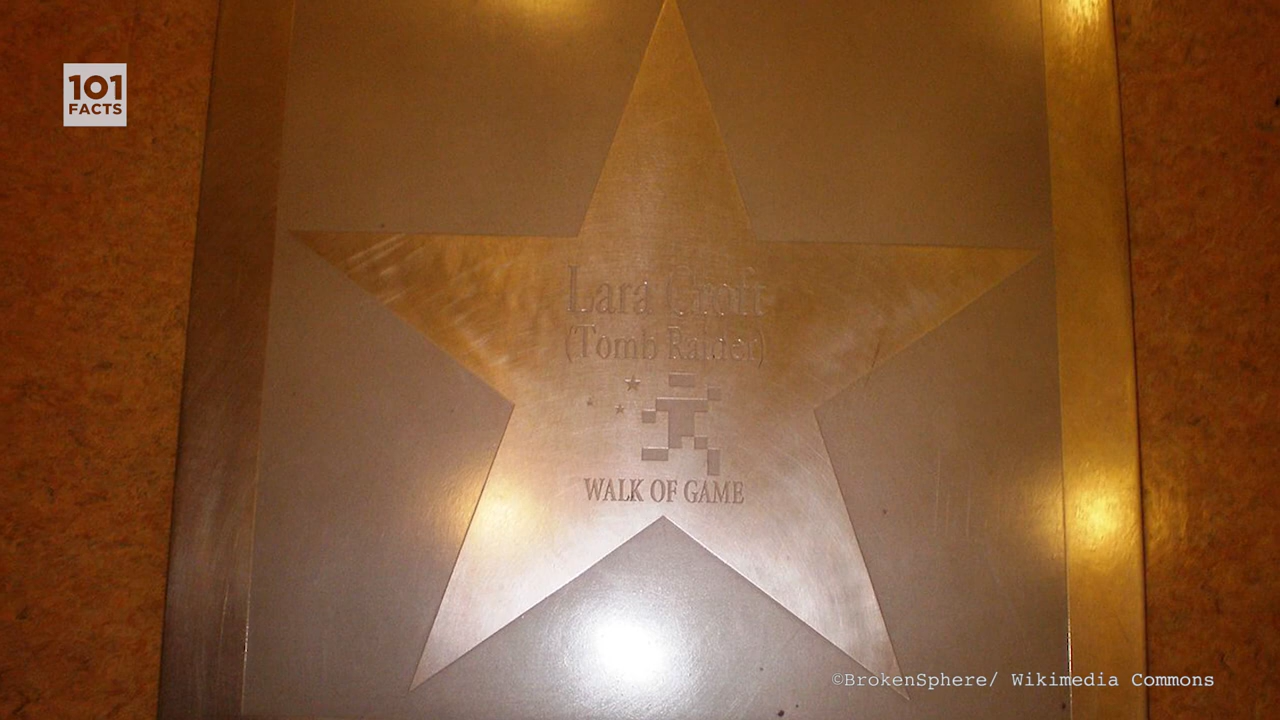 101
FACTS
Lara Croft
(Tomb Raider)
WALK OF GAME
©BrokenSphere/ Wikimedia Commons